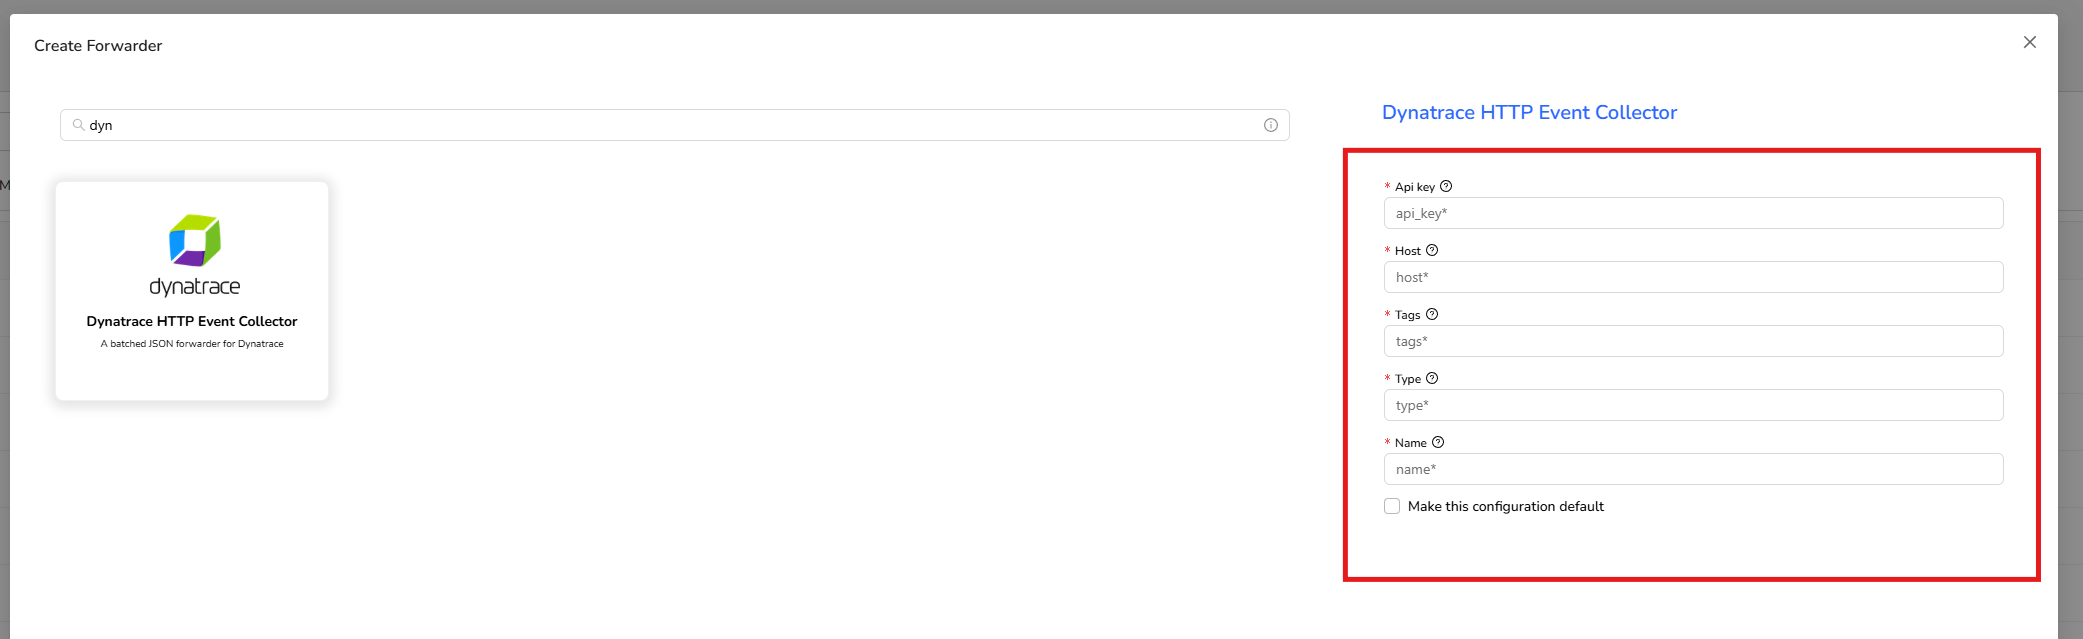 Create Forwarder
dyn
dynatrace
Dynatrace HTTP Event Collector
A batched JSON forwarder for Dynatrace
Dynatrace HTTP Event Collector
* Api key
api_key*
* Host
host*
* Tags
tags*
* Type
type*
* Name
name*
Make this configuration default
M